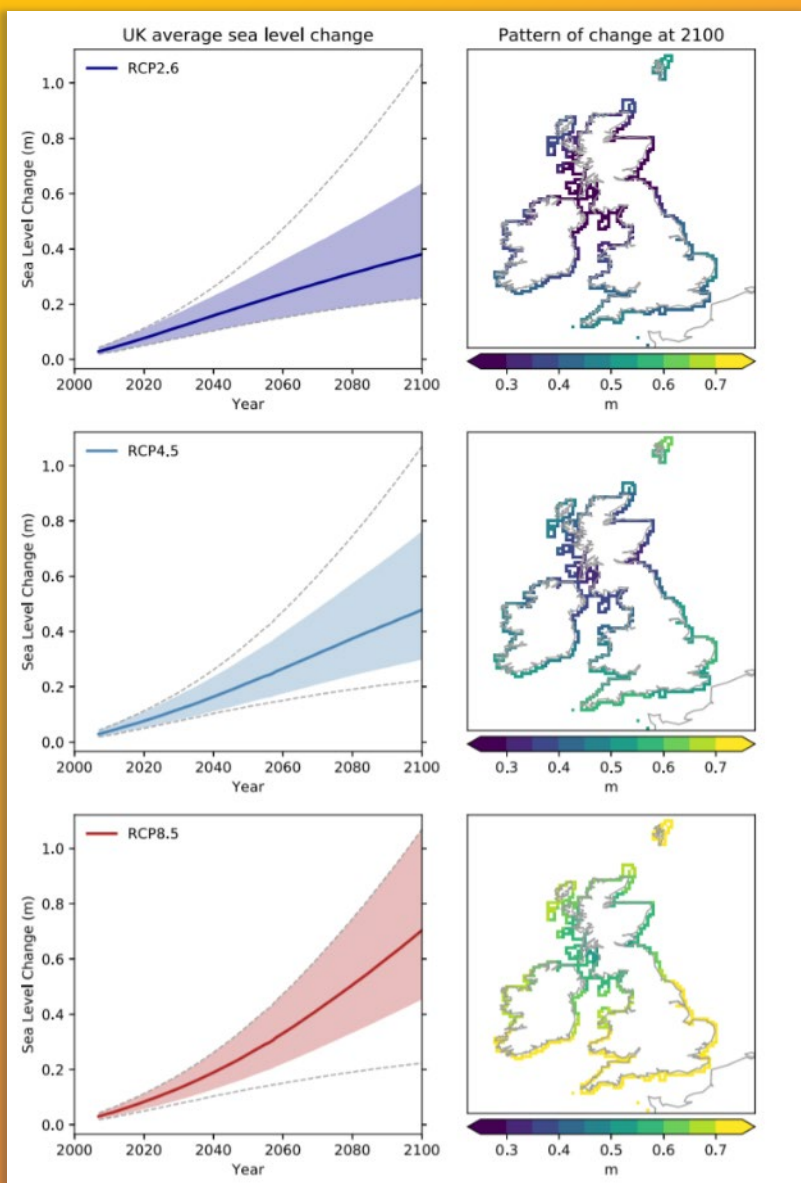 UK average sea level change
Pattern of change at 2100
RCP2.6
Sea Level Change (m)
1.0
0.8
0.6
0.4
0.2
0.0
2000 2020 2040 2060 2080 2100
Year
0.3 0.4 0.5 0.6 0.7
m
RCP4.5
Sea Level Change (m)
1.0
0.8
0.6
0.4
0.2
0.0
2000 2020 2040 2060 2080 2100
Year
0.3 0.4 0.5 0.6 0.7
m
RCP8.5
Sea Level Change (m)
1.0
0.8
0.6
0.4
0.2
0.0
2000 2020 2040 2060 2080 2100
Year
0.3 0.4 0.5 0.6 0.7
m